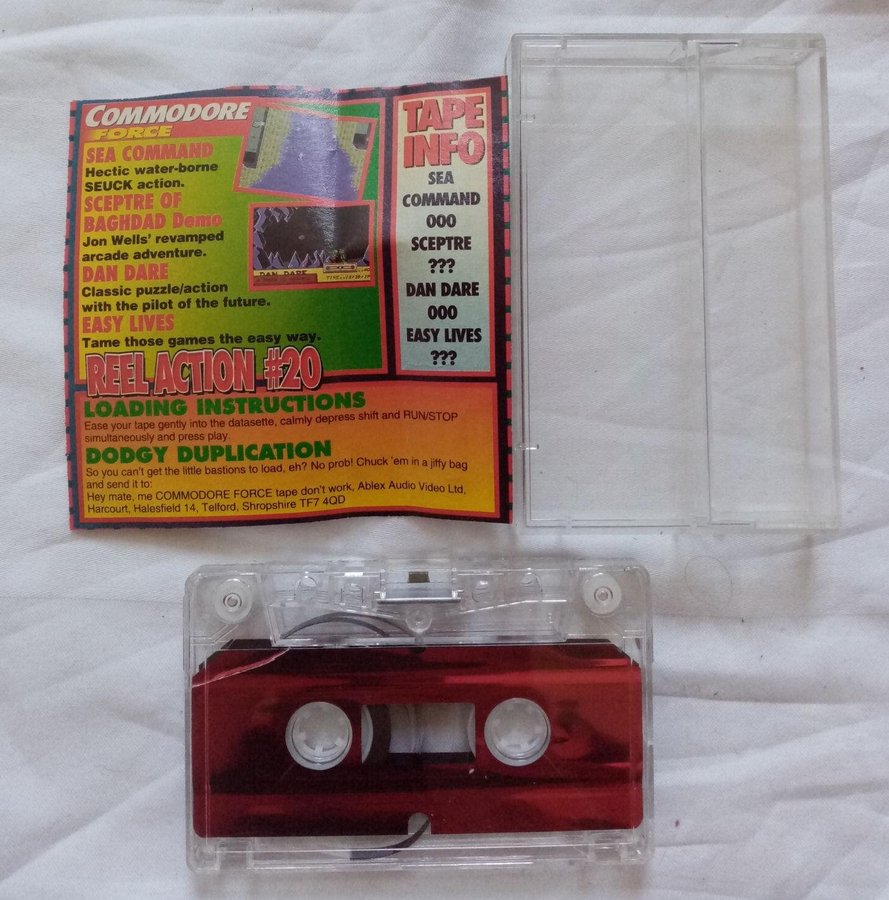 COMMODORE
FORCE
SEA COMMAND
Hectic water-borne
SEUCK action.
SCEPTRE OF
BAGHDAD Demo
Jon Wells' revamped
arcade adventure.
DAN DARE
Classic puzzle/action
with the pilot of the future.
EASY LIVES
Tame those games the easy way.
REEL ACTION #20
DAN DARE
TAPE
INFO
SEA
COMMAND
000
SCEPTRE
???
DAN DARE
000
EASY LIVES
???
LOADING INSTRUCTIONS
Ease your tape gently into the datasette, calmly depress shift and RUN/STOP
simultaneously and press play.
DODGY DUPLICATION
So you can't get the little bastions to load, eh? No prob! Chuck 'em in a jiffy bag
and send it to:
Hey mate, me COMMODORE FORCE tape don't work, Ablex Audio Video Ltd,
Harcourt, Halesfield 14, Telford, Shropshire TF7 4QD